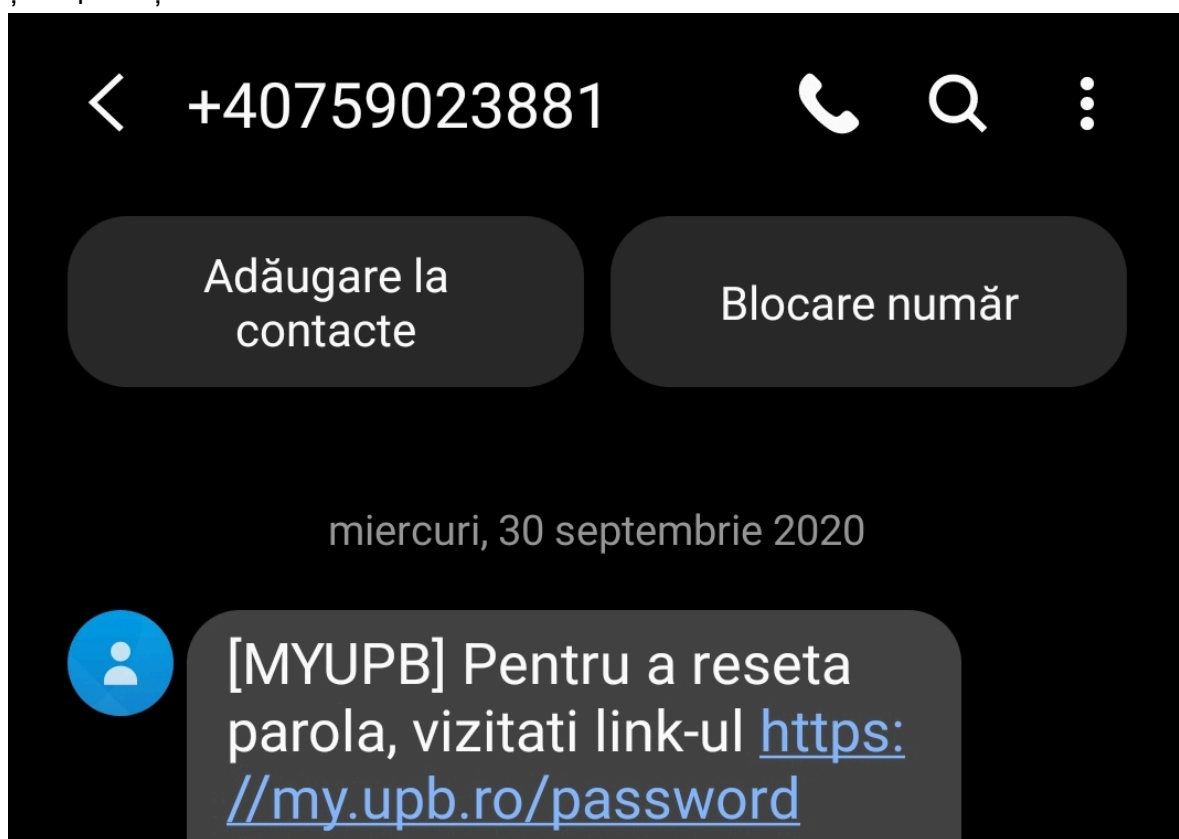 +40759023881
Adăugare la
contacte
Blocare număr
miercuri, 30 septembrie 2020
[MYUPB] Pentru a reseta
parola, vizitati link-ul https:
//my.upb.ro/password